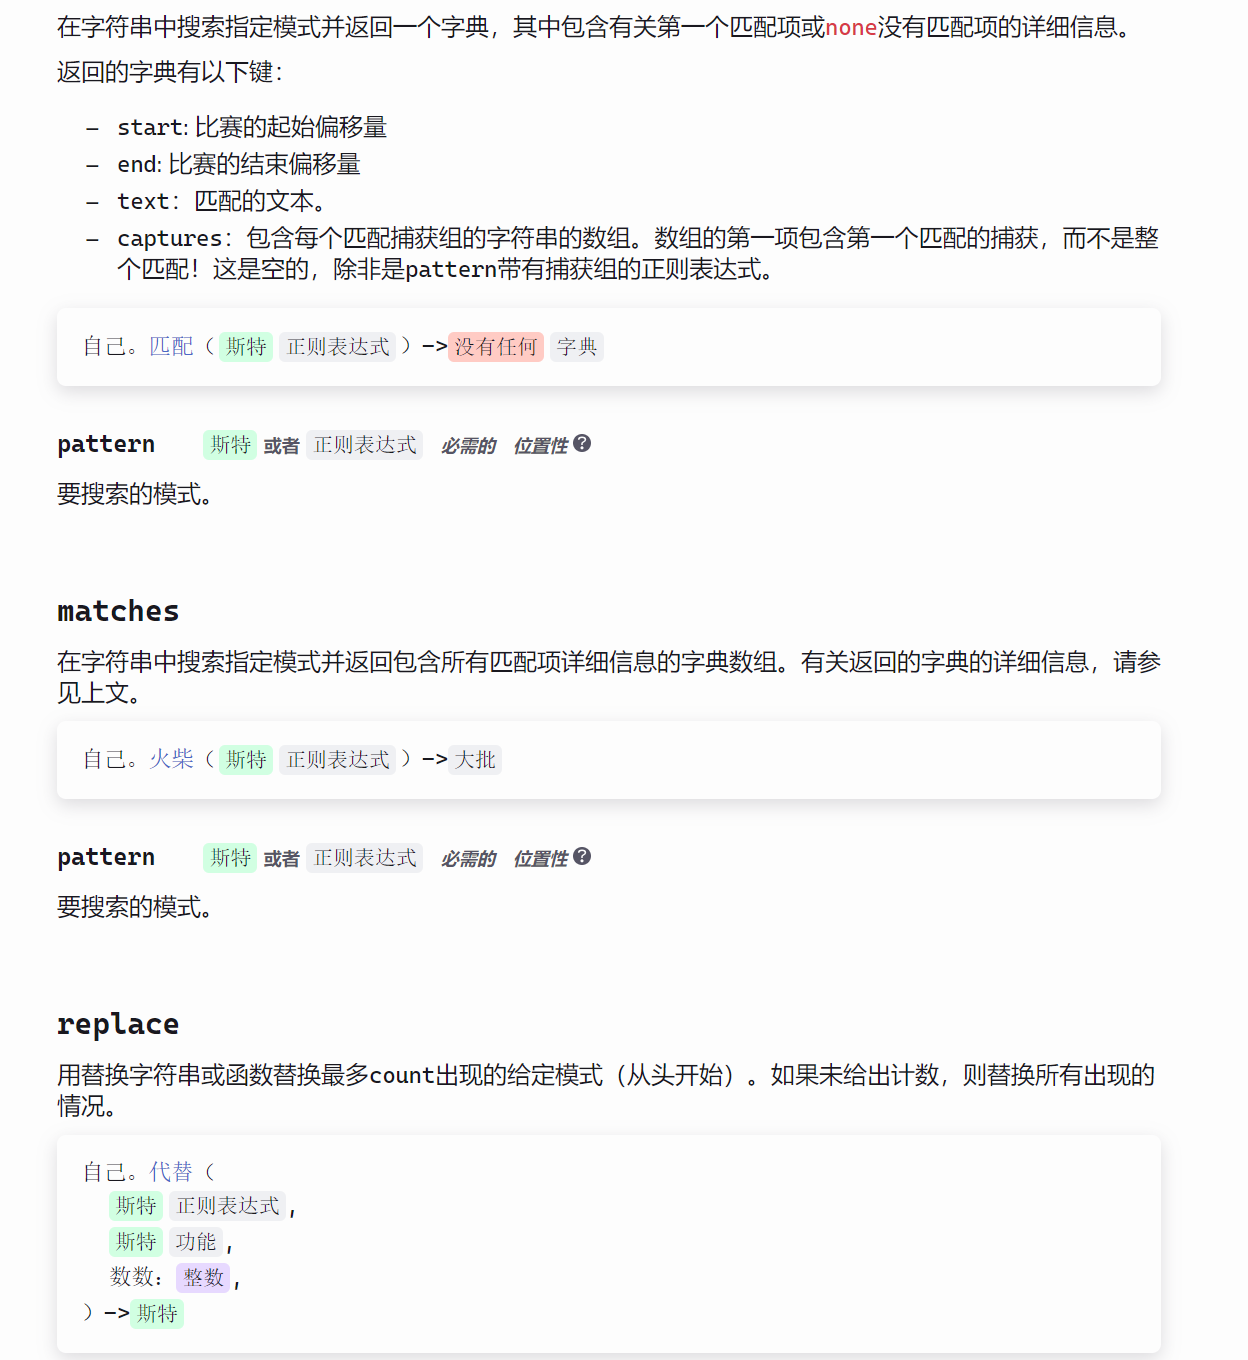 在字符串中搜索指定模式并返回一个字典，其中包含有关第一个匹配项或none没有匹配项的详细信息。
返回的字典有以下键：
– start: 比赛的起始偏移量
– end: 比赛的结束偏移量
– text：匹配的文本。
– captures：包含每个匹配捕获组的字符串的数组。数组的第一项包含第一个匹配的捕获，而不是整
个匹配！这是空的，除非是pattern带有捕获组的正则表达式。
自己。匹配（ 斯特 正则表达式 ）–>没有任何 字典
pattern 斯特 或者 正则表达式 必需的 位置性 ?
要搜索的模式。
matches
在字符串中搜索指定模式并返回包含所有匹配项详细信息的字典数组。有关返回的字典的详细信息，请参
见上文。
自己。火柴（ 斯特 正则表达式 ）–>大批
pattern 斯特 或者 正则表达式 必需的 位置性 ?
要搜索的模式。
replace
用替换字符串或函数替换最多count出现的给定模式（从头开始）。如果未给出计数，则替换所有出现的
情况。
自己。代替（
斯特 正则表达式 ,
斯特 功能 ,
数数： 整数 ,
）–>斯特